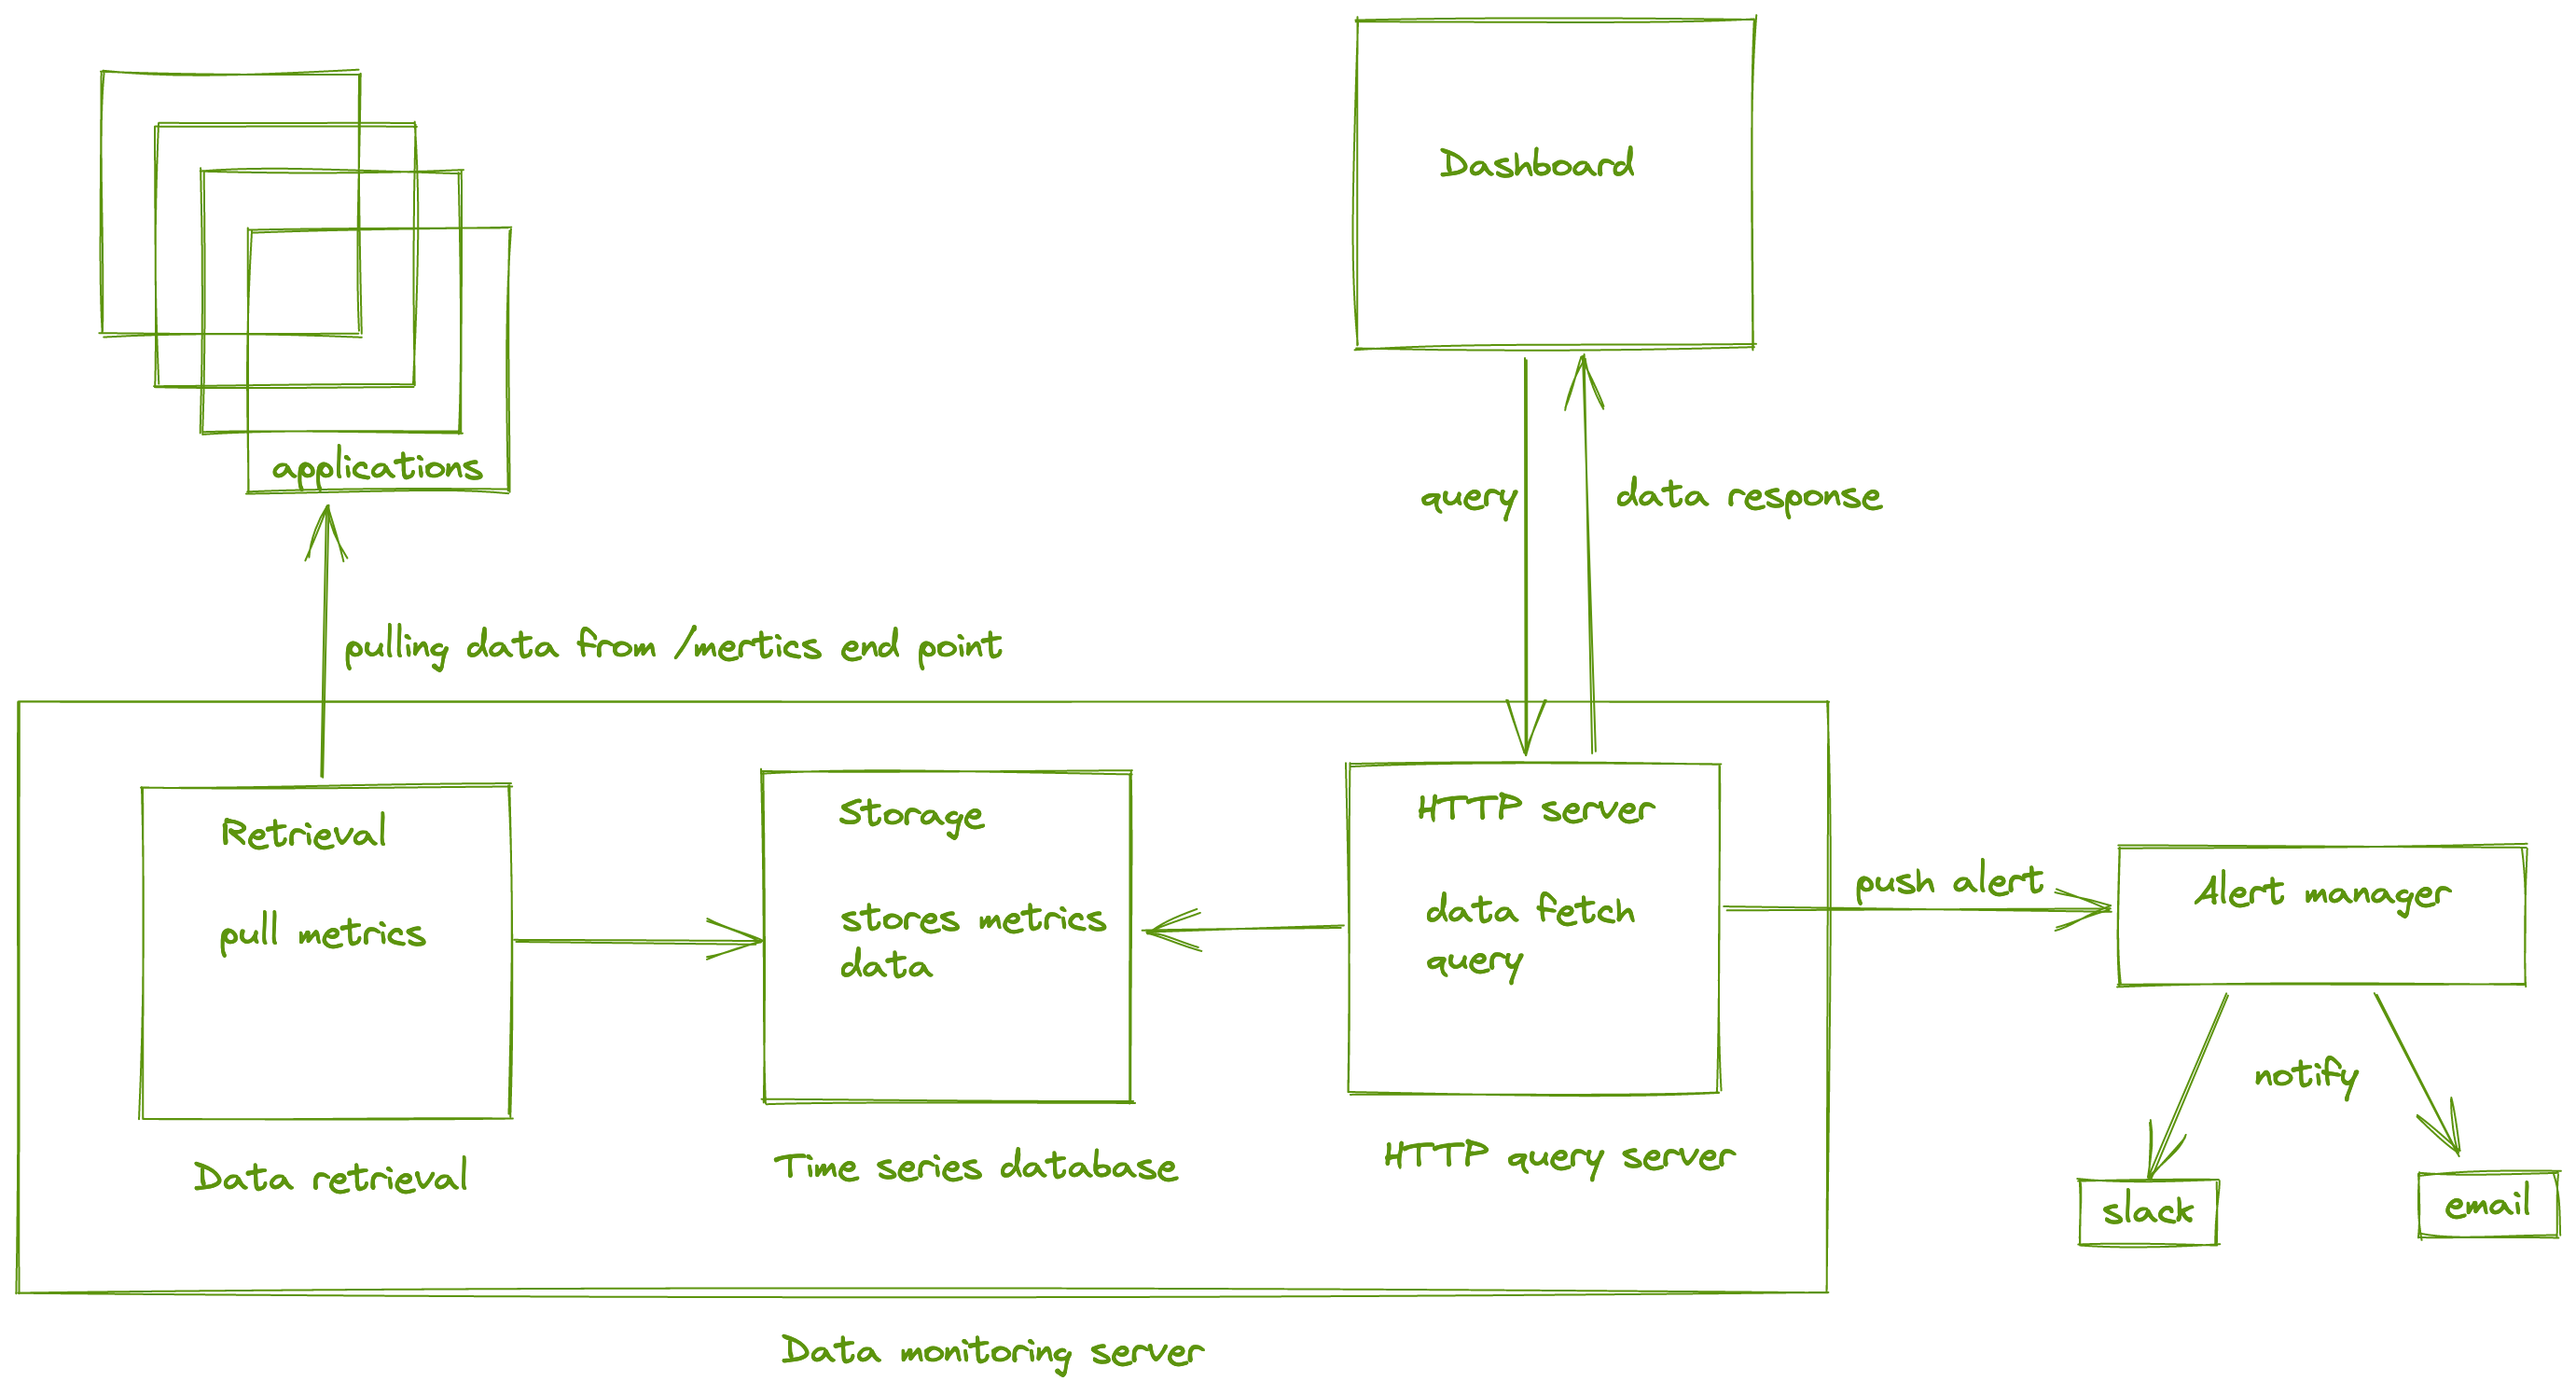 Dashboard
applications
query
data response
pulling data from /mertics end point
Retrieval
pull metrics
Storage
stores metrics
data
HTTP server
data fetch
query
push alert
Alert manager
notify
slack
email
Data retrieval
Time series database
HTTP query server
Data monitoring server